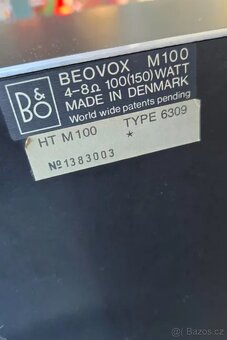 B&O
BEOVOX M100
4-8Ω 100(150)WATT
MADE IN DENMARK
World wide patents pending
HT M100 TYPE 6309
№1383003 *
sbazar.cz